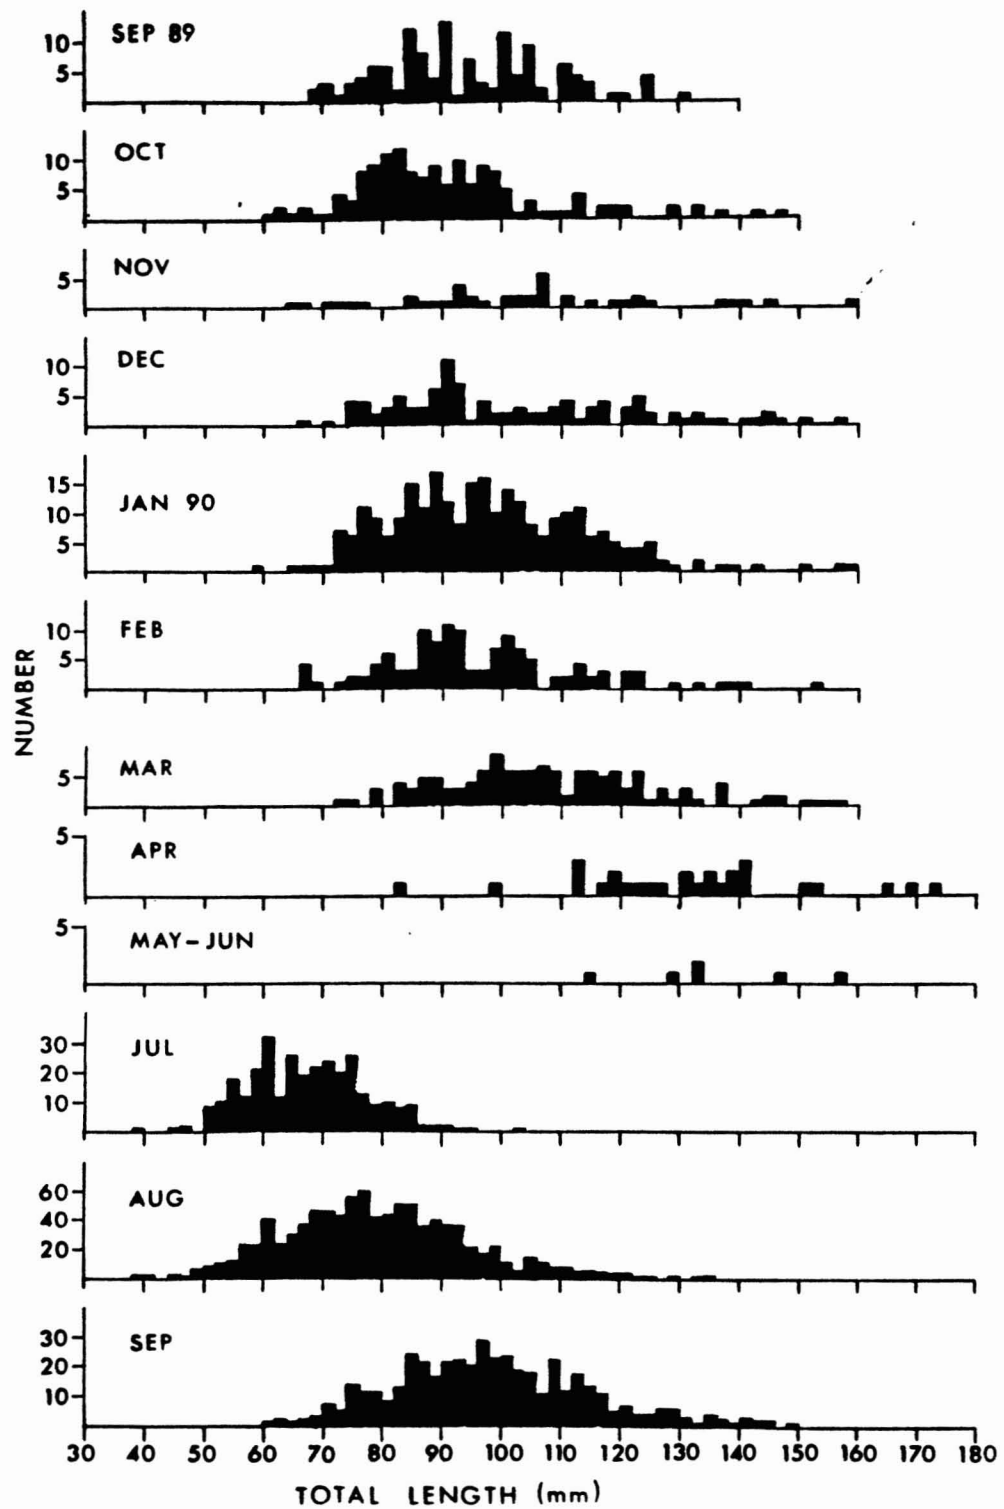 SEP 89
10
5
OCT
10
5
NOV
5
DEC
10
5
JAN 90
15
10
5
FEB
10
5
MAR
5
APR
5
MAY-JUN
5
JUL
30
20
10
AUG
60
40
20
SEP
30
20
10
30 40 50 60 70 80 90 100 110 120 130 140 150 160 170 180
NUMBER
TOTAL LENGTH (mm)